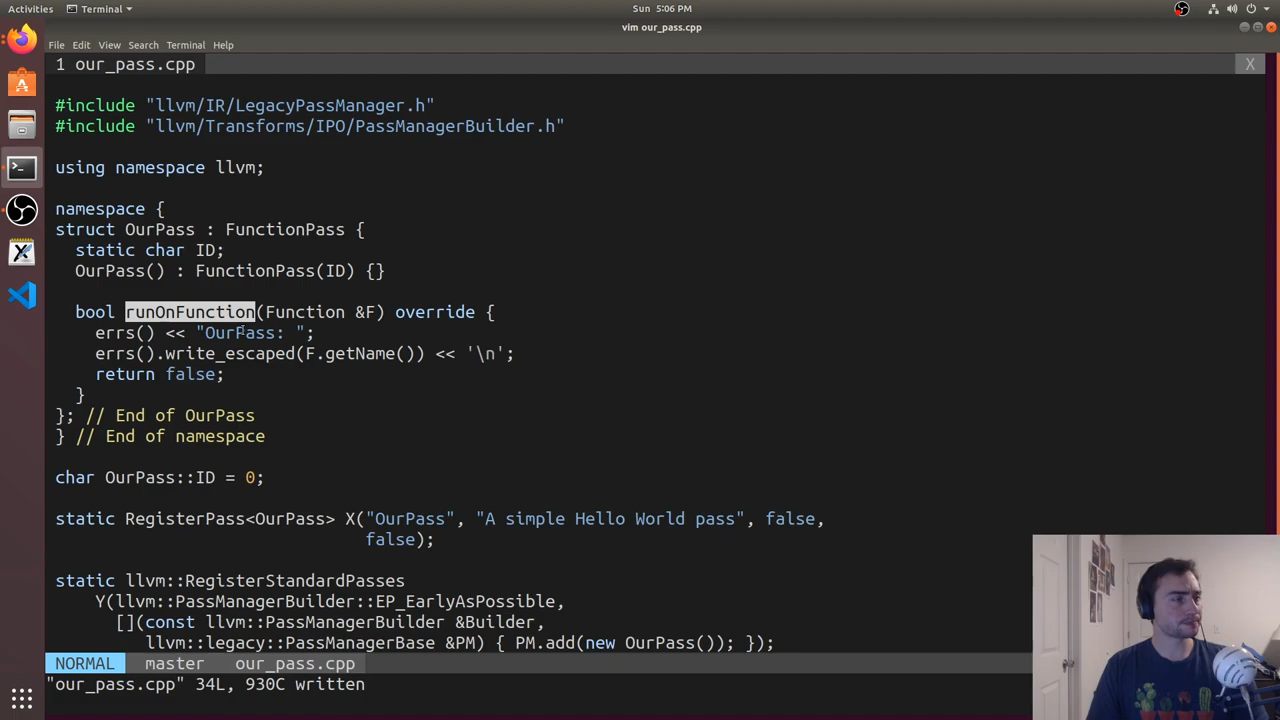 Activities
Terminal
Sun 5:06 PM
vim our_pass.cpp
File Edit View Search Terminal Help
1 our_pass.cpp X
#include "llvm/IR/LegacyPassManager.h"
#include "llvm/Transforms/IPO/PassManagerBuilder.h"
using namespace llvm;
namespace {
struct OurPass : FunctionPass {
static char ID;
OurPass() : FunctionPass(ID) {}
bool runOnFunction(Function &F) override {
errs() << "OurPass: ";
errs().write_escaped(F.getName()) << '\n';
return false;
}
}; // End of OurPass
} // End of namespace
char OurPass::ID = 0;
static RegisterPass<OurPass> X("OurPass", "A simple Hello World pass", false,
false);
static llvm::RegisterStandardPasses
Y(llvm::PassManagerBuilder::EP_EarlyAsPossible,
[](const llvm::PassManagerBuilder &Builder,
llvm::legacy::PassManagerBase &PM) { PM.add(new OurPass()); });
NORMAL master our_pass.cpp
"our_pass.cpp" 34L, 930C written